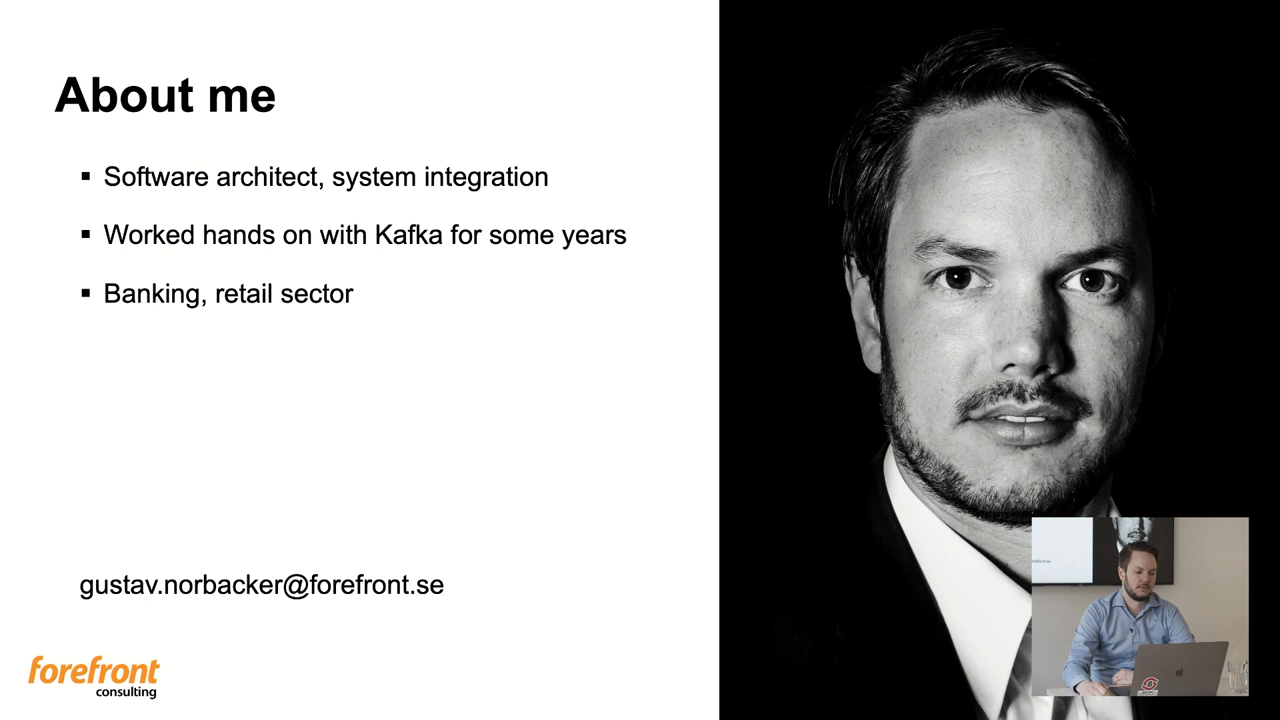 About me
▪ Software architect, system integration
▪ Worked hands on with Kafka for some years
▪ Banking, retail sector
gustav.norbacker@forefront.se
forefront
consulting